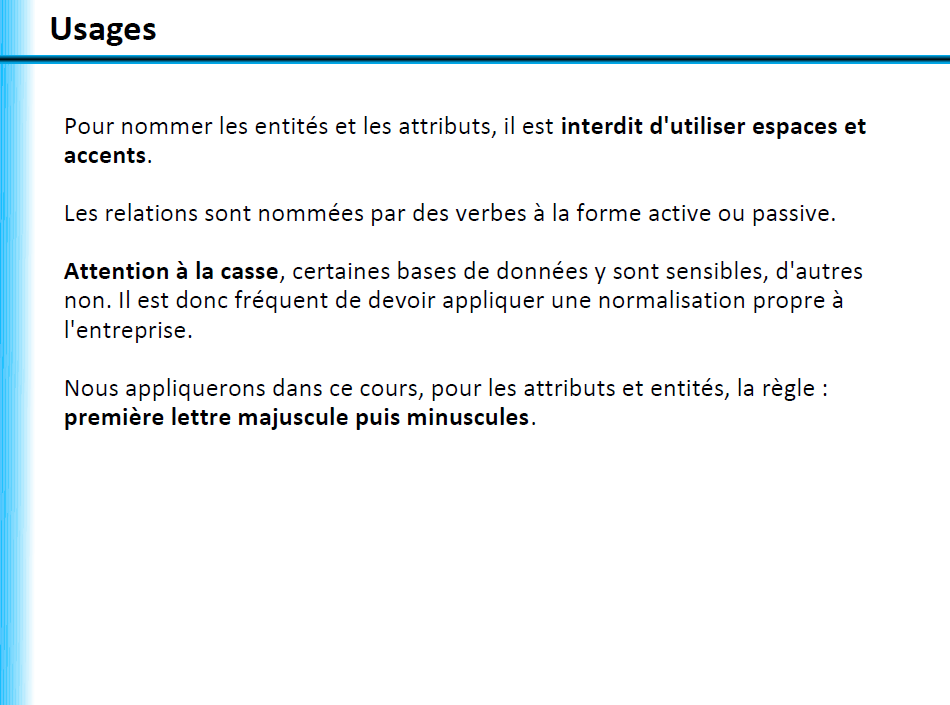 Usages
Pour nommer les entités et les attributs, il est interdit d'utiliser espaces et
accents.
Les relations sont nommées par des verbes à la forme active ou passive.
Attention à la casse, certaines bases de données y sont sensibles, d'autres
non. Il est donc fréquent de devoir appliquer une normalisation propre à
l'entreprise.
Nous appliquerons dans ce cours, pour les attributs et entités, la règle :
première lettre majuscule puis minuscules.